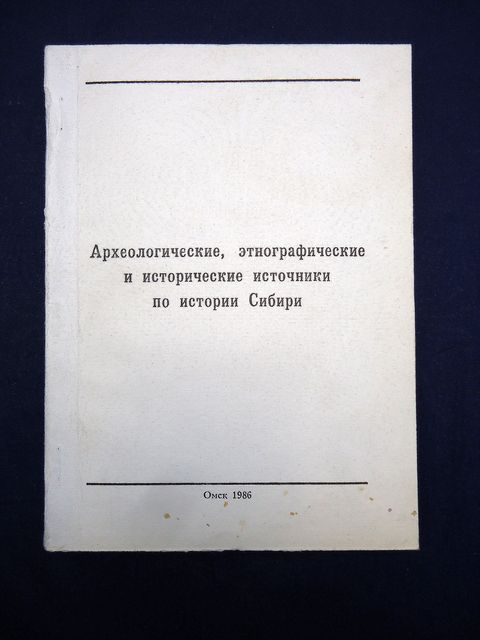 Археологические, этнографические
и исторические источники
по истории Сибири
Омск 1986